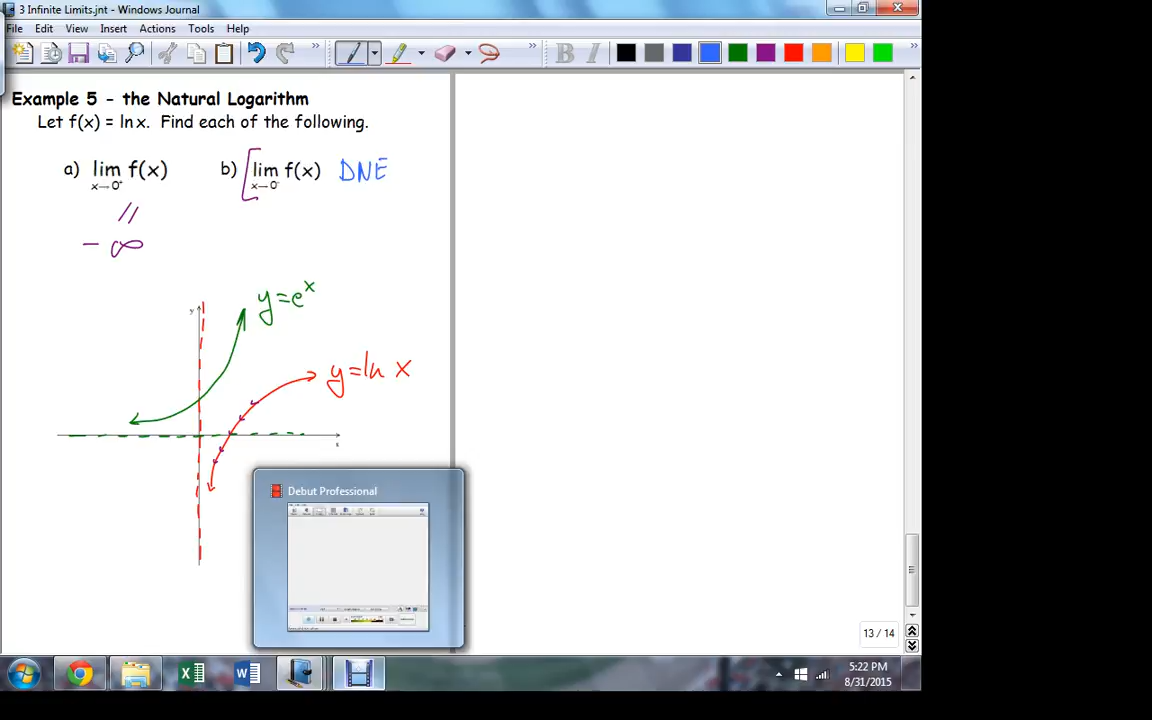 3 Infinite Limits.jnt - Windows Journal
File Edit View Insert Actions Tools Help
B I
Example 5 - the Natural Logarithm
Let f(x) = ln x. Find each of the following.
a) lim f(x) b) lim f(x) DNE
x→0⁺ x→0⁻
=
- ∞
y=eˣ
y
y=ln x
x
Debut Professional
13 / 14
5:22 PM
8/31/2015